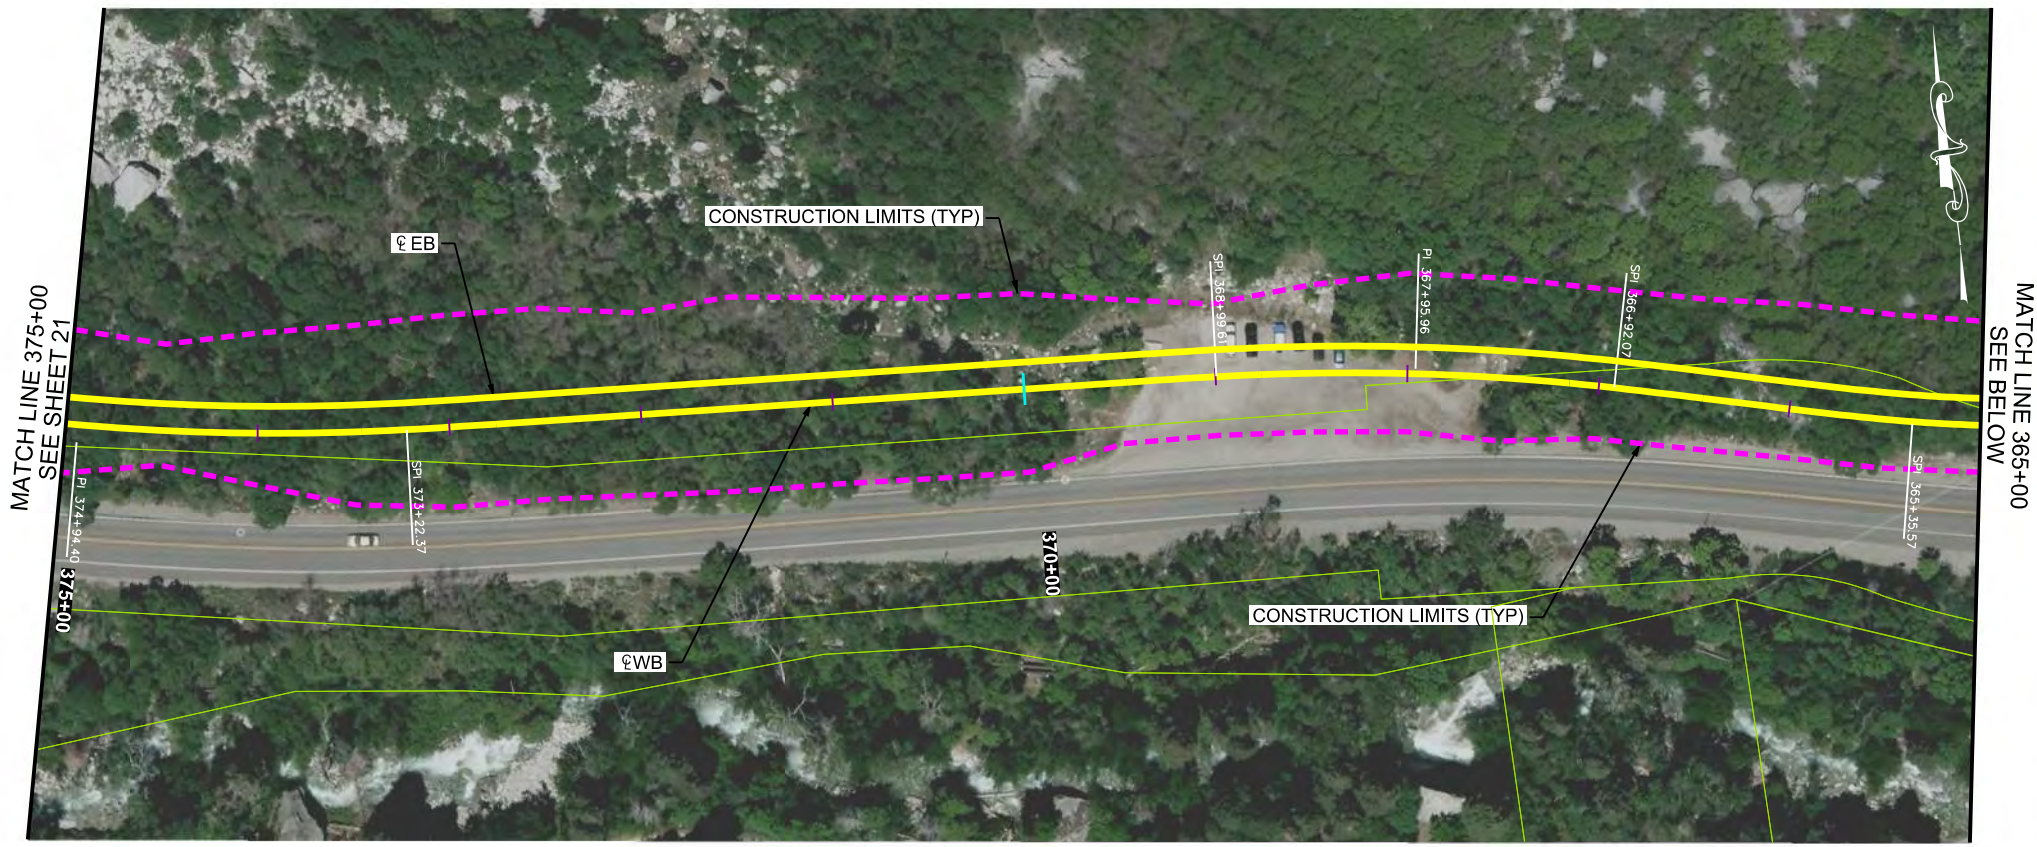 CONSTRUCTION LIMITS (TYP)
℄ EB
SPI 368+99.61
PI 367+95.96
SPI 366+92.07
MATCH LINE 375+00
SEE SHEET 21
MATCH LINE 365+00
SEE BELOW
PI 374+94.40
375+00
SPI 373+22.37
370+00
SPI 365+35.57
CONSTRUCTION LIMITS (TYP)
℄WB